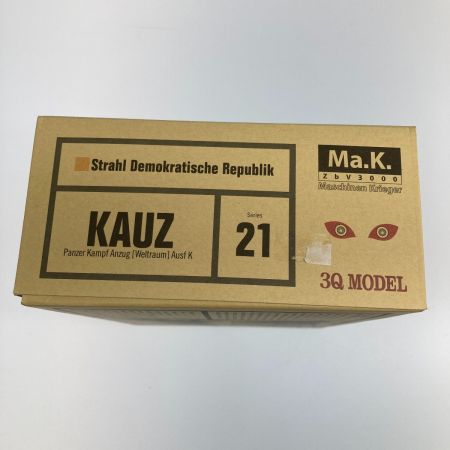 Strahl Demokratische Republik
KAUZ
Panzer Kampf Anzug [Weltraum] Ausf K
Series
21
Ma.K.
ZbV3000
Maschinen Krieger
3Q MODEL